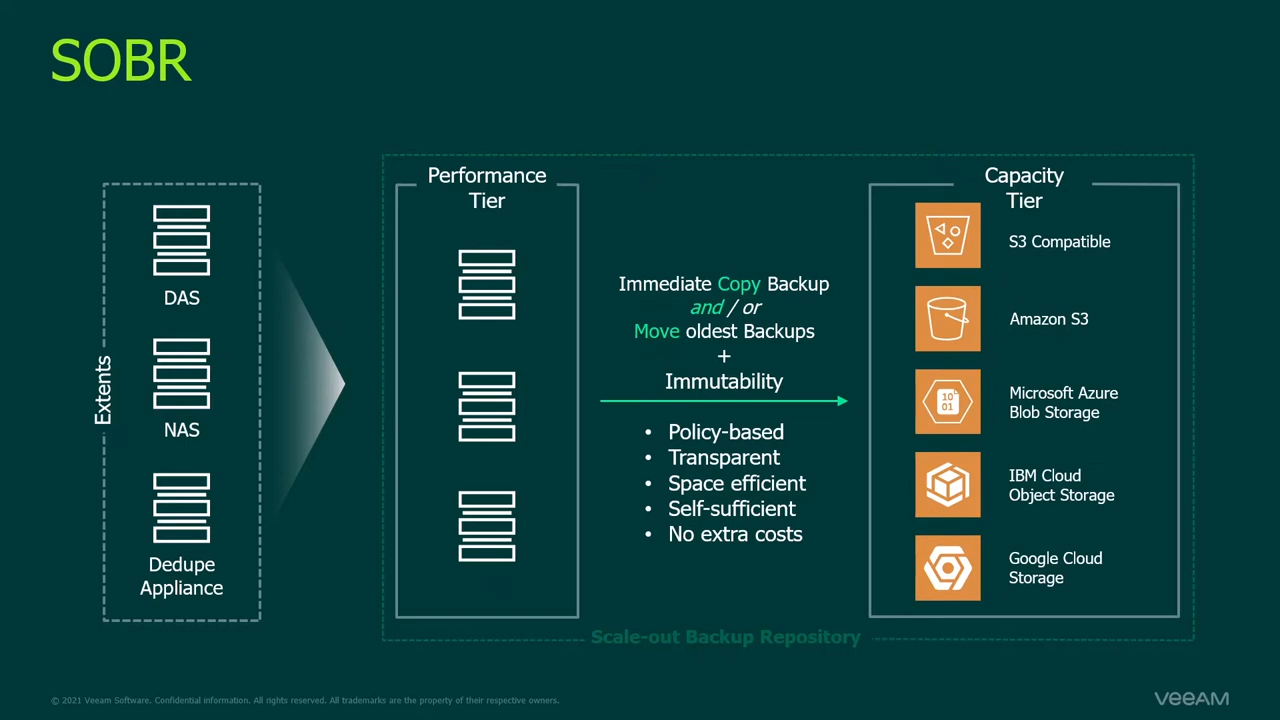 SOBR
Extents
DAS
NAS
Dedupe
Appliance
Performance
Tier
Immediate Copy Backup
and / or
Move oldest Backups
+
Immutability
• Policy-based
• Transparent
• Space efficient
• Self-sufficient
• No extra costs
Capacity
Tier
S3 Compatible
Amazon S3
10
01
Microsoft Azure
Blob Storage
IBM Cloud
Object Storage
Google Cloud
Storage
Scale-out Backup Repository
© 2021 Veeam Software. Confidential information. All rights reserved. All trademarks are the property of their respective owners.
VEEAM